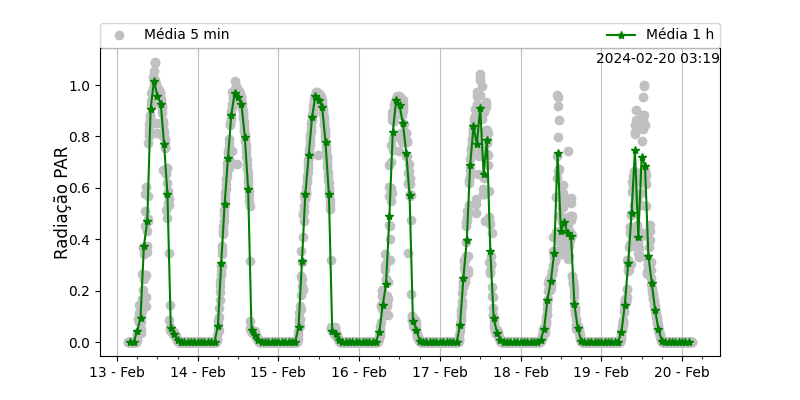 Média 5 min
Média 1 h
2024-02-20 03:19
Radiação PAR
1.0
0.8
0.6
0.4
0.2
0.0
13 - Feb
14 - Feb
15 - Feb
16 - Feb
17 - Feb
18 - Feb
19 - Feb
20 - Feb